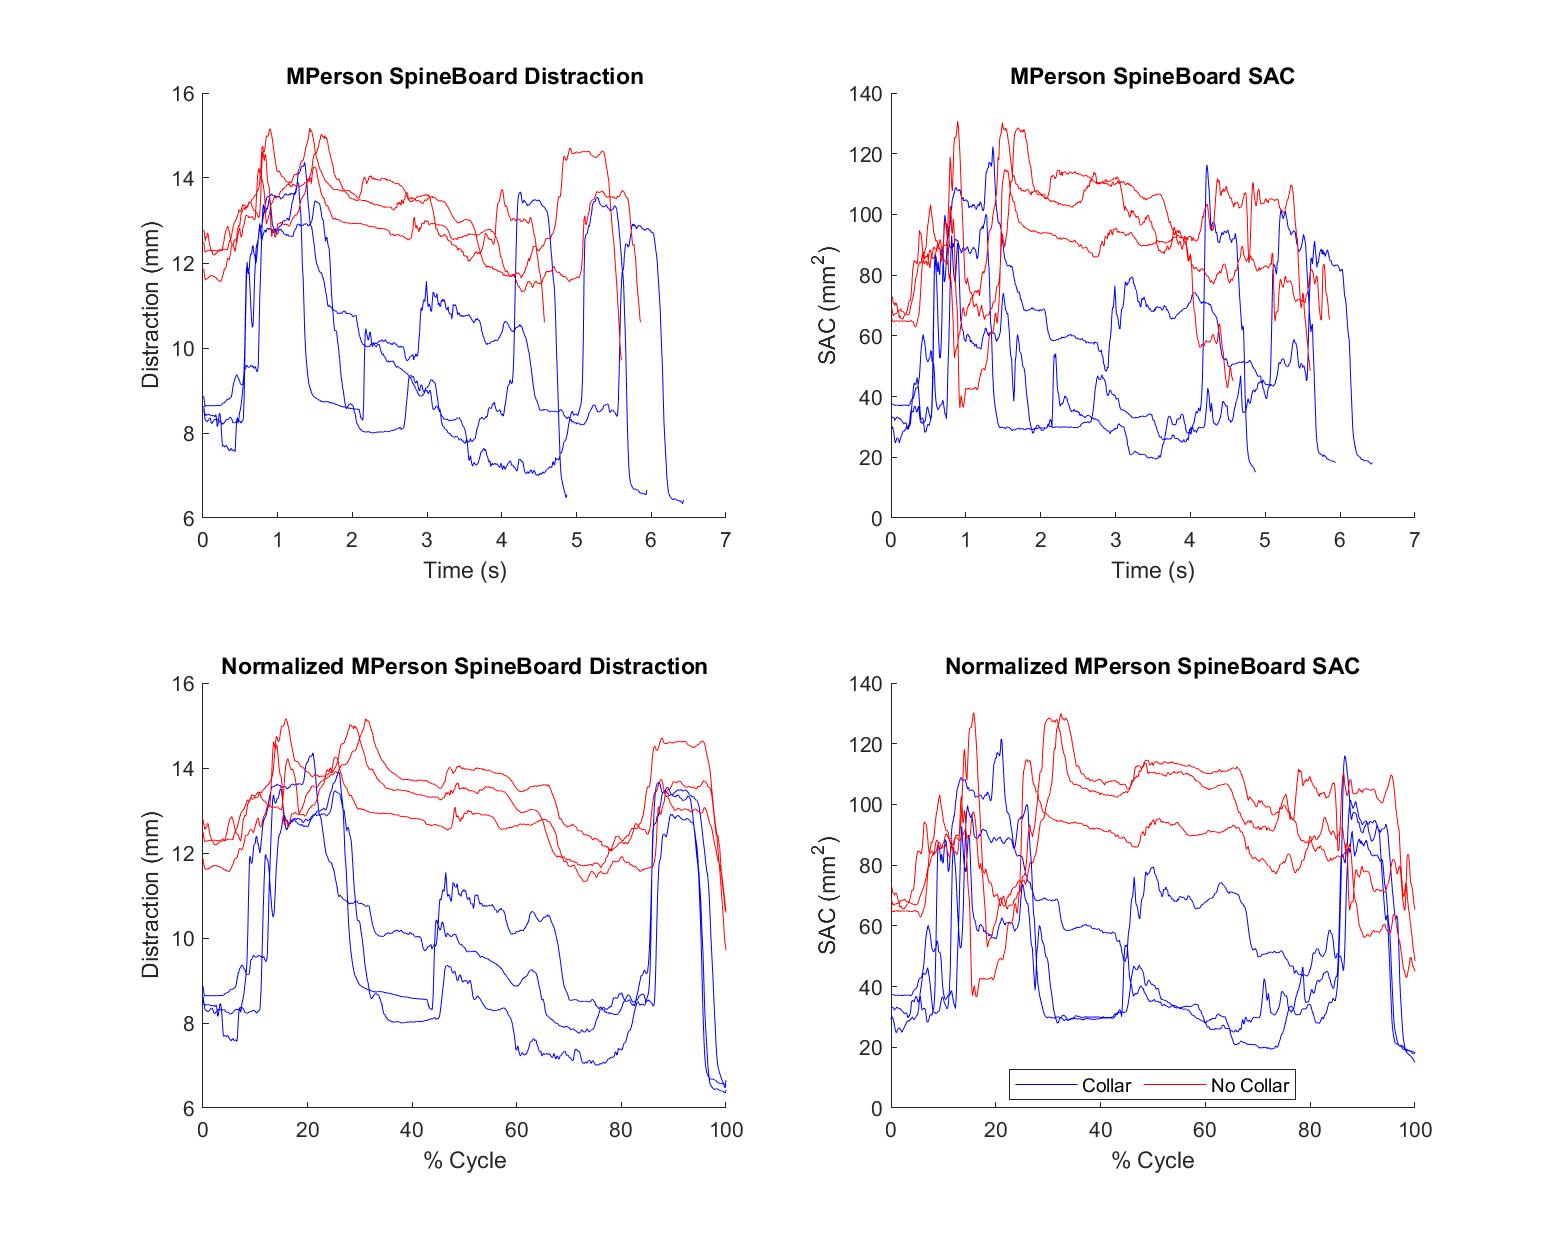 MPerson SpineBoard Distraction
16
14
12
10
8
6
Distraction (mm)
0 1 2 3 4 5 6 7
Time (s)
MPerson SpineBoard SAC
140
120
100
80
60
40
20
0
SAC (mm²)
0 1 2 3 4 5 6 7
Time (s)
Normalized MPerson SpineBoard Distraction
16
14
12
10
8
6
Distraction (mm)
0 20 40 60 80 100
% Cycle
Normalized MPerson SpineBoard SAC
140
120
100
80
60
40
20
0
SAC (mm²)
Collar No Collar
0 20 40 60 80 100
% Cycle